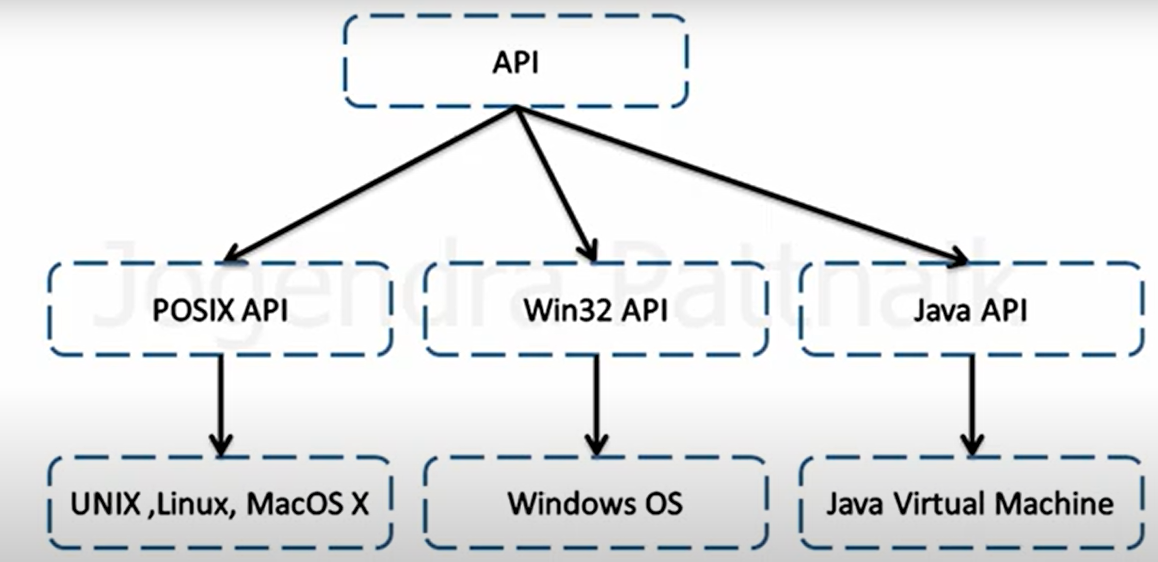 API
Jogendra Pattnaik
POSIX API
Win32 API
Java API
UNIX ,Linux, MacOS X
Windows OS
Java Virtual Machine